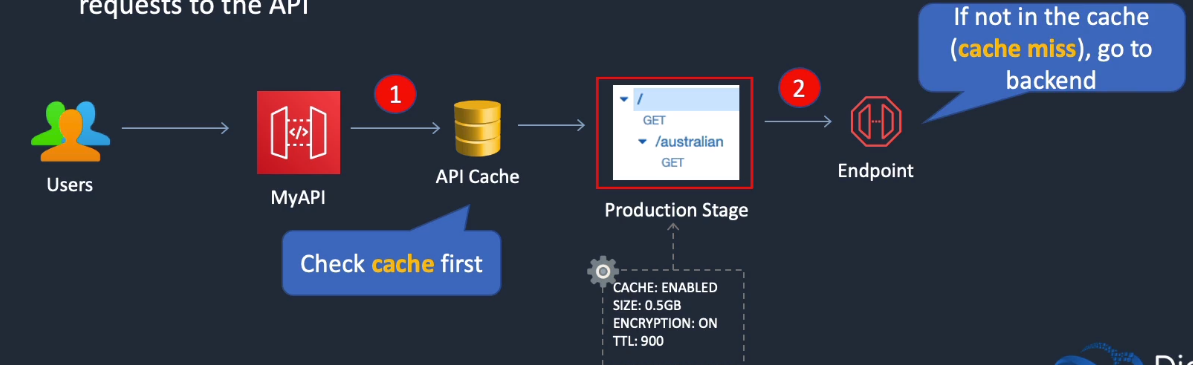 requests to the API
If not in the cache
(cache miss), go to
backend
1
2
/
GET
/australian
GET
Users
MyAPI
API Cache
Production Stage
Endpoint
Check cache first
CACHE: ENABLED
SIZE: 0.5GB
ENCRYPTION: ON
TTL: 900